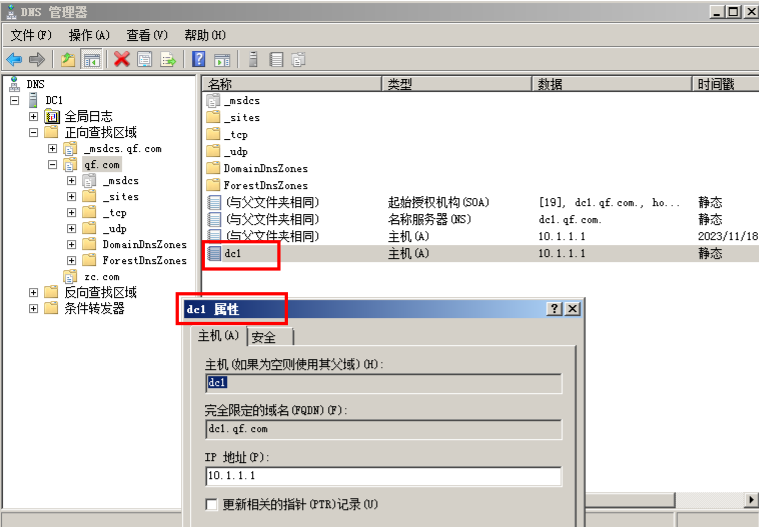 DNS 管理器
文件(F) 操作(A) 查看(V) 帮助(H)
DNS
DC1
全局日志
正向查找区域
_msdcs.qf.com
qf.com
_msdcs
_sites
_tcp
_udp
DomainDnsZones
ForestDnsZones
zc.com
反向查找区域
条件转发器
名称 类型 数据 时间戳
_msdcs
_sites
_tcp
_udp
DomainDnsZones
ForestDnsZones
(与父文件夹相同) 起始授权机构(SOA) [19], dc1.qf.com., ho... 静态
(与父文件夹相同) 名称服务器(NS) dc1.qf.com. 静态
(与父文件夹相同) 主机(A) 10.1.1.1 2023/11/18
dc1 主机(A) 10.1.1.1 静态
dc1 属性
主机(A) 安全
主机(如果为空则使用其父域)(H):
dc1
完全限定的域名(FQDN)(F):
dc1.qf.com
IP 地址(P):
10.1.1.1
更新相关的指针(PTR)记录(U)